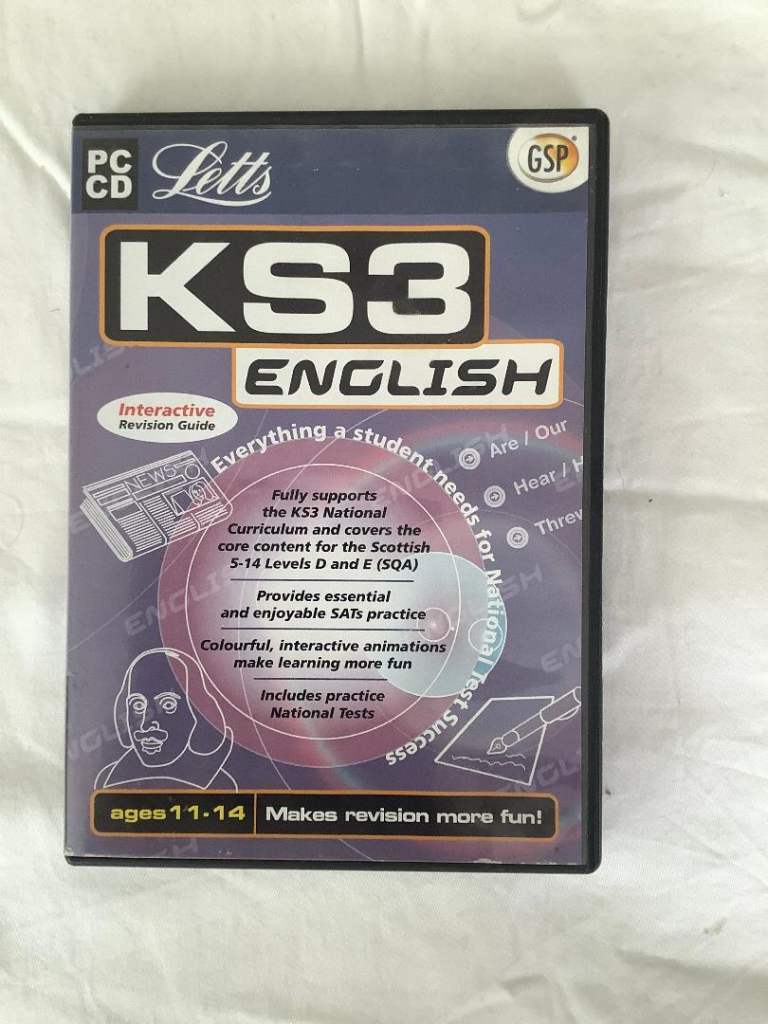 PC
CD
Letts
GSP
KS3
ENGLISH
Interactive
Revision Guide
Everything a student needs for National Test Success
Are / Our
Hear / H
Threw
NEWS
Fully supports
the KS3 National
Curriculum and covers the
core content for the Scottish
5-14 Levels D and E (SQA)
Provides essential
and enjoyable SATs practice
Colourful, interactive animations
make learning more fun
Includes practice
National Tests
ages 11-14
Makes revision more fun!